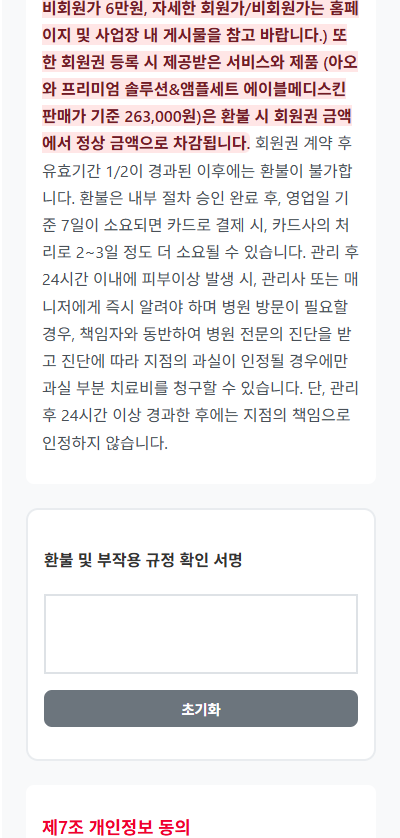 비회원가 6만원, 자세한 회원가/비회원가는 홈페
이지 및 사업장 내 게시물을 참고 바랍니다.) 또
한 회원권 등록 시 제공받은 서비스와 제품 (아오
와 프리미엄 솔루션&앰플세트 에이블메디스킨
판매가 기준 263,000원)은 환불 시 회원권 금액
에서 정상 금액으로 차감됩니다. 회원권 계약 후
유효기간 1/2이 경과된 이후에는 환불이 불가합
니다. 환불은 내부 절차 승인 완료 후, 영업일 기
준 7일이 소요되면 카드로 결제 시, 카드사의 처
리로 2~3일 정도 더 소요될 수 있습니다. 관리 후
24시간 이내에 피부이상 발생 시, 관리사 또는 매
니저에게 즉시 알려야 하며 병원 방문이 필요할
경우, 책임자와 동반하여 병원 전문의 진단을 받
고 진단에 따라 지점의 과실이 인정될 경우에만
과실 부분 치료비를 청구할 수 있습니다. 단, 관리
후 24시간 이상 경과한 후에는 지점의 책임으로
인정하지 않습니다.
환불 및 부작용 규정 확인 서명
초기화
제7조 개인정보 동의